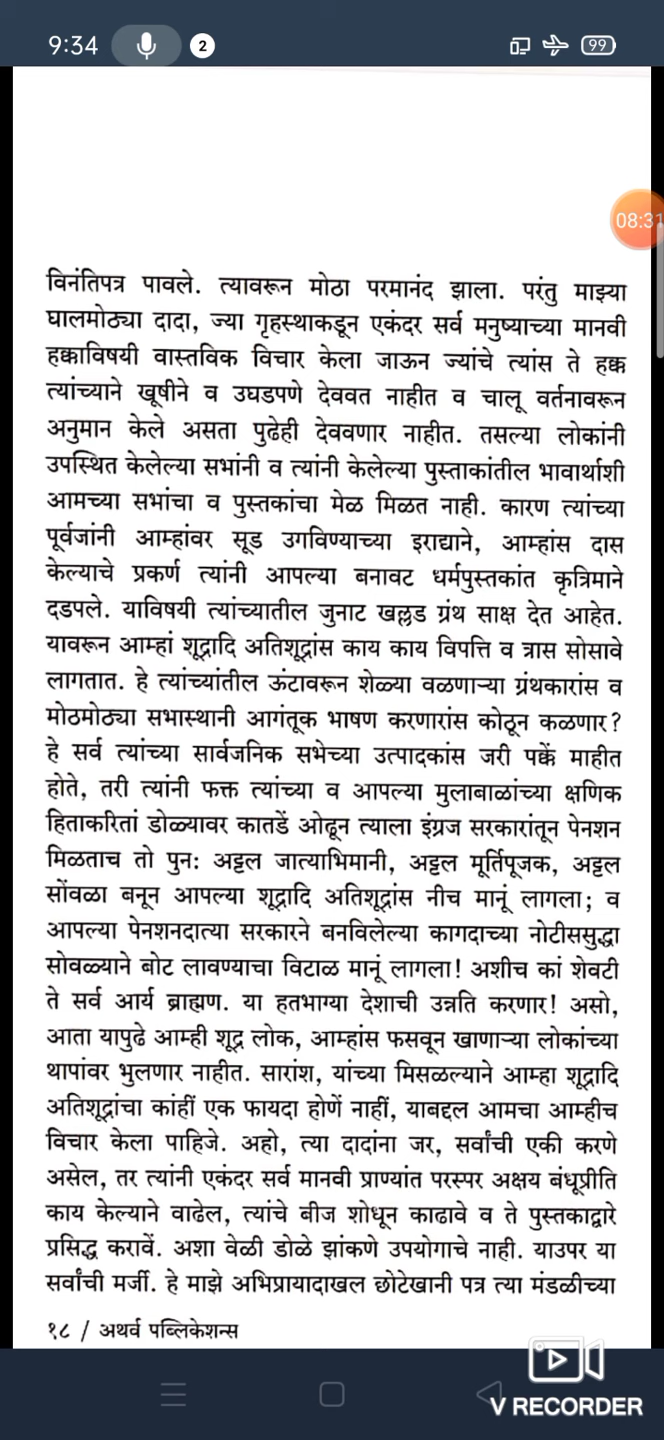 9:34
2
99
08:31
विनंतिपत्र पावले. त्यावरून मोठा परमानंद झाला. परंतु माझ्या
घालमोठ्या दादा, ज्या गृहस्थाकडून एकंदर सर्व मनुष्याच्या मानवी
हक्काविषयी वास्तविक विचार केला जाऊन ज्यांचे त्यांस ते हक्क
त्यांच्याने खूषीने व उघडपणे देववत नाहीत व चालू वर्तनावरून
अनुमान केले असता पुढेही देववणार नाहीत. तसल्या लोकांनी
उपस्थित केलेल्या सभांनी व त्यांनी केलेल्या पुस्ताकांतील भावार्थाशी
आमच्या सभांचा व पुस्तकांचा मेळ मिळत नाही. कारण त्यांच्या
पूर्वजांनी आम्हांवर सूड उगविण्याच्या इराद्याने, आम्हांस दास
केल्याचे प्रकर्ण त्यांनी आपल्या बनावट धर्मपुस्तकांत कृत्रिमाने
दडपले. याविषयी त्यांच्यातील जुनाट खल्लड ग्रंथ साक्ष देत आहेत.
यावरून आम्हां शूद्रादि अतिशूद्रांस काय काय विपत्ति व त्रास सोसावे
लागतात. हे त्यांच्यांतील ऊंटावरून शेळ्या वळणाऱ्या ग्रंथकारांस व
मोठमोठ्या सभास्थानी आगंतूक भाषण करणारांस कोठून कळणार?
हे सर्व त्यांच्या सार्वजनिक सभेच्या उत्पादकांस जरी पक्कें माहीत
होते, तरी त्यांनी फक्त त्यांच्या व आपल्या मुलाबाळांच्या क्षणिक
हिताकरितां डोळ्यावर कातडें ओढून त्याला इंग्रज सरकारांतून पेनशन
मिळताच तो पुन: अट्टल जात्याभिमानी, अट्टल मूर्तिपूजक, अट्टल
सोंवळा बनून आपल्या शूद्रादि अतिशूद्रांस नीच मानूं लागला; व
आपल्या पेनशनदात्या सरकारने बनविलेल्या कागदाच्या नोटीससुद्धा
सोवळ्याने बोट लावण्याचा विटाळ मानूं लागला! अशीच कां शेवटी
ते सर्व आर्य ब्राह्मण. या हतभाग्या देशाची उन्नति करणार! असो,
आता यापुढे आम्ही शूद्र लोक, आम्हांस फसवून खाणाऱ्या लोकांच्या
थापांवर भुलणार नाहीत. सारांश, यांच्या मिसळल्याने आम्हा शूद्रादि
अतिशूद्रांचा कांहीं एक फायदा होणें नाहीं, याबद्दल आमचा आम्हीच
विचार केला पाहिजे. अहो, त्या दादांना जर, सर्वांची एकी करणे
असेल, तर त्यांनी एकंदर सर्व मानवी प्राण्यांत परस्पर अक्षय बंधूप्रीति
काय केल्याने वाढेल, त्यांचे बीज शोधून काढावे व ते पुस्तकाद्वारे
प्रसिद्ध करावें. अशा वेळी डोळे झांकणे उपयोगाचे नाही. याउपर या
सर्वांची मर्जी. हे माझे अभिप्रायादाखल छोटेखानी पत्र त्या मंडळीच्या
१८ / अथर्व पब्लिकेशन्स
V RECORDER